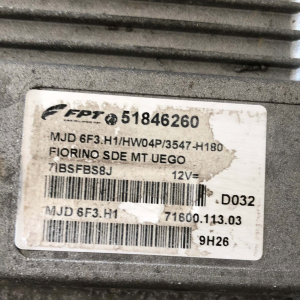 FPT 51846260
MJD 6F3.H1/HW04P/3547-H180
FIORINO SDE MT UEGO
7IBSFBS8J 12V=
D032
MJD 6F3.H1 71600.113.03
9H26